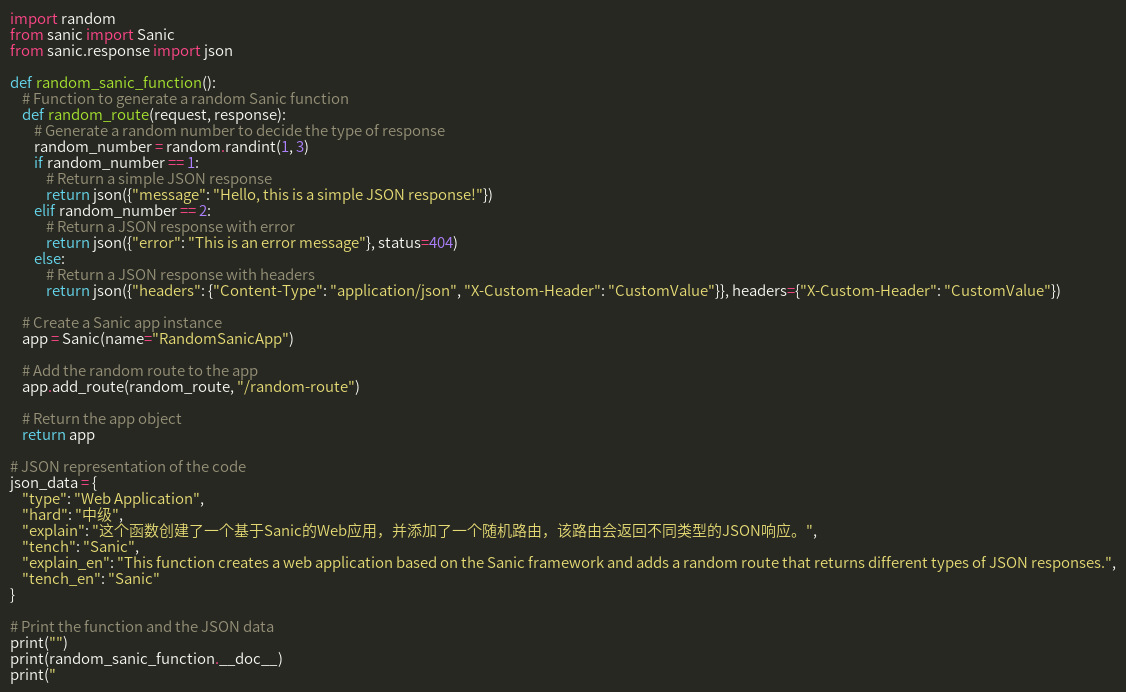 import random
from sanic import Sanic
from sanic.response import json

def random_sanic_function():
    # Function to generate a random Sanic function
    def random_route(request, response):
        # Generate a random number to decide the type of response
        random_number = random.randint(1, 3)
        if random_number == 1:
            # Return a simple JSON response
            return json({"message": "Hello, this is a simple JSON response!"})
        elif random_number == 2:
            # Return a JSON response with error
            return json({"error": "This is an error message"}, status=404)
        else:
            # Return a JSON response with headers
            return json({"headers": {"Content-Type": "application/json", "X-Custom-Header": "CustomValue"}}, headers={"X-Custom-Header": "CustomValue"})

    # Create a Sanic app instance
    app = Sanic(name="RandomSanicApp")

    # Add the random route to the app
    app.add_route(random_route, "/random-route")

    # Return the app object
    return app

# JSON representation of the code
json_data = {
    "type": "Web Application",
    "hard": "中级",
    "explain": "这个函数创建了一个基于Sanic的Web应用，并添加了一个随机路由，该路由会返回不同类型的JSON响应。",
    "tench": "Sanic",
    "explain_en": "This function creates a web application based on the Sanic framework and adds a random route that returns different types of JSON responses.",
    "tench_en": "Sanic"
}

# Print the function and the JSON data
print("")
print(random_sanic_function.__doc__)
print("